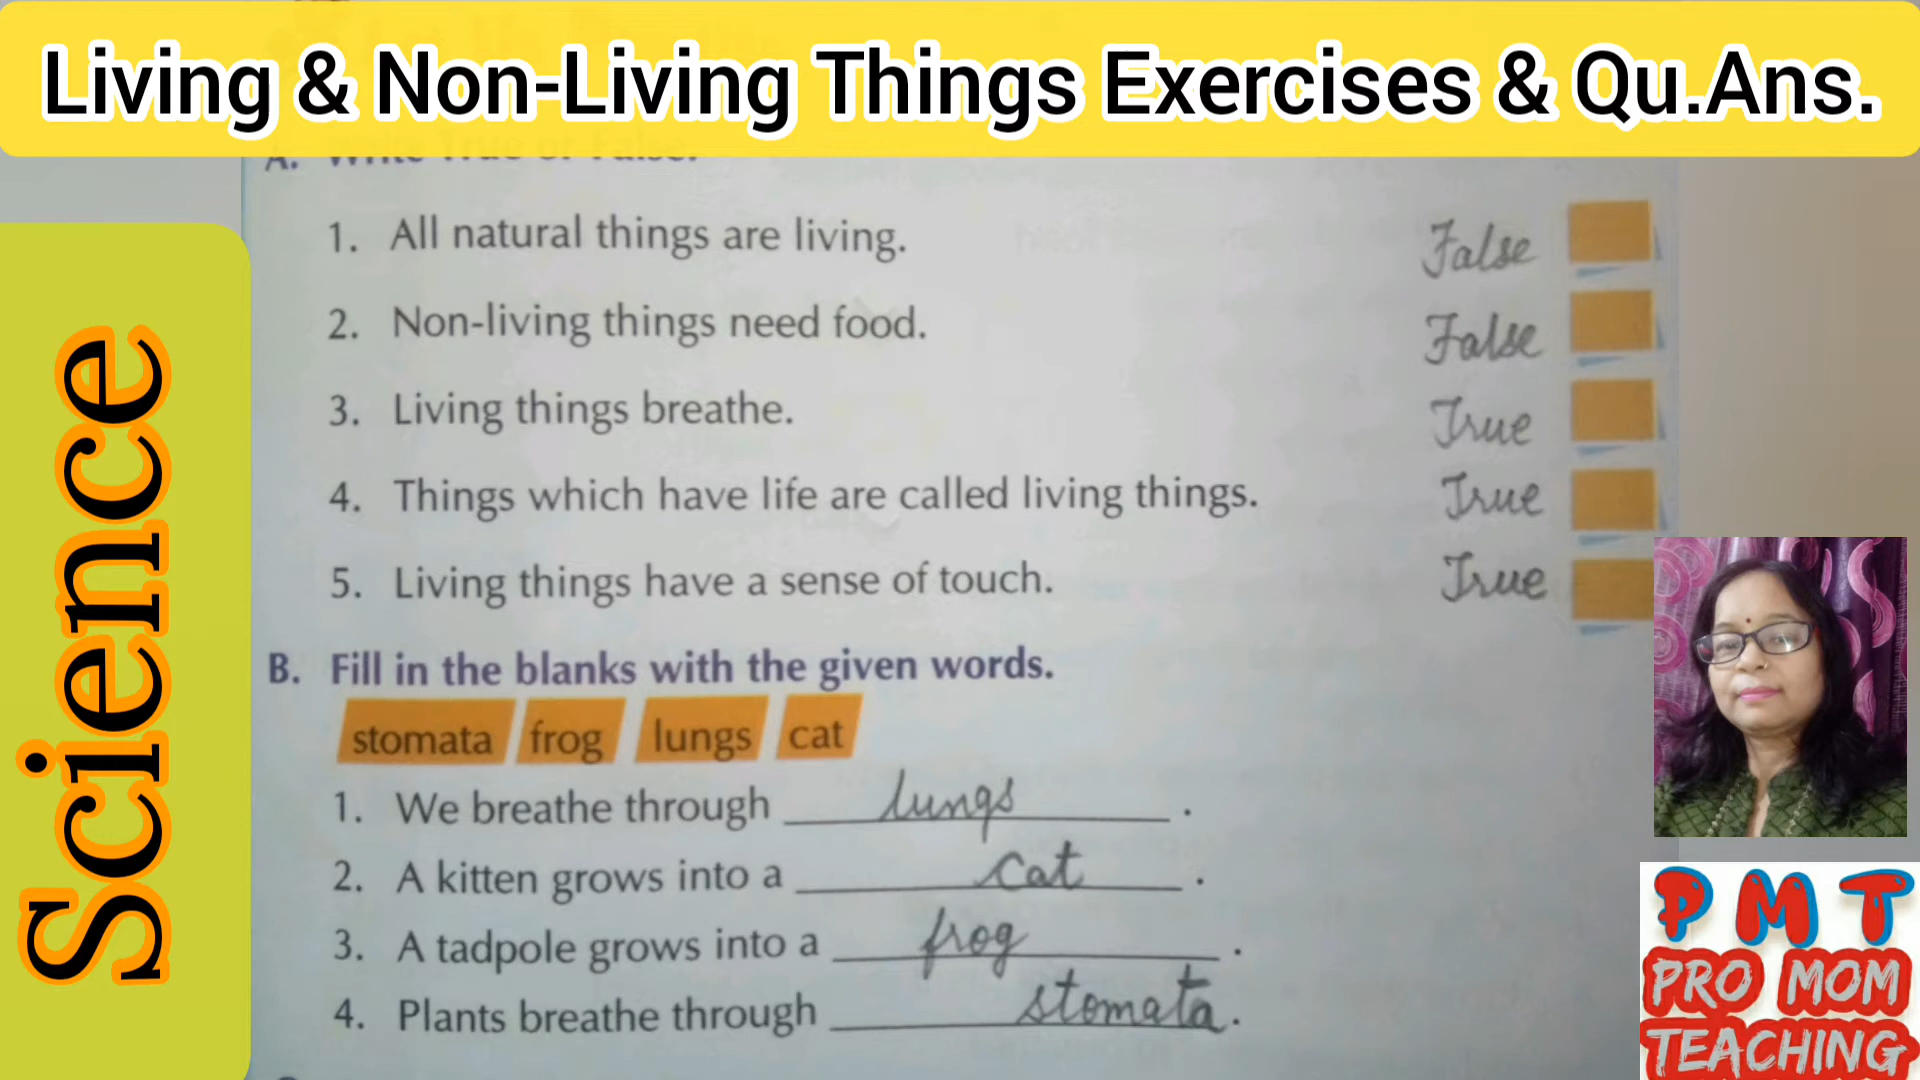 Living & Non-Living Things Exercises & Qu.Ans.
A. Write True or False.
1. All natural things are living. False
2. Non-living things need food. False
3. Living things breathe. True
4. Things which have life are called living things. True
5. Living things have a sense of touch. True
B. Fill in the blanks with the given words.
stomata frog lungs cat
1. We breathe through lungs.
2. A kitten grows into a cat.
3. A tadpole grows into a frog.
4. Plants breathe through stomata.
Science
PMT
PRO MOM
TEACHING